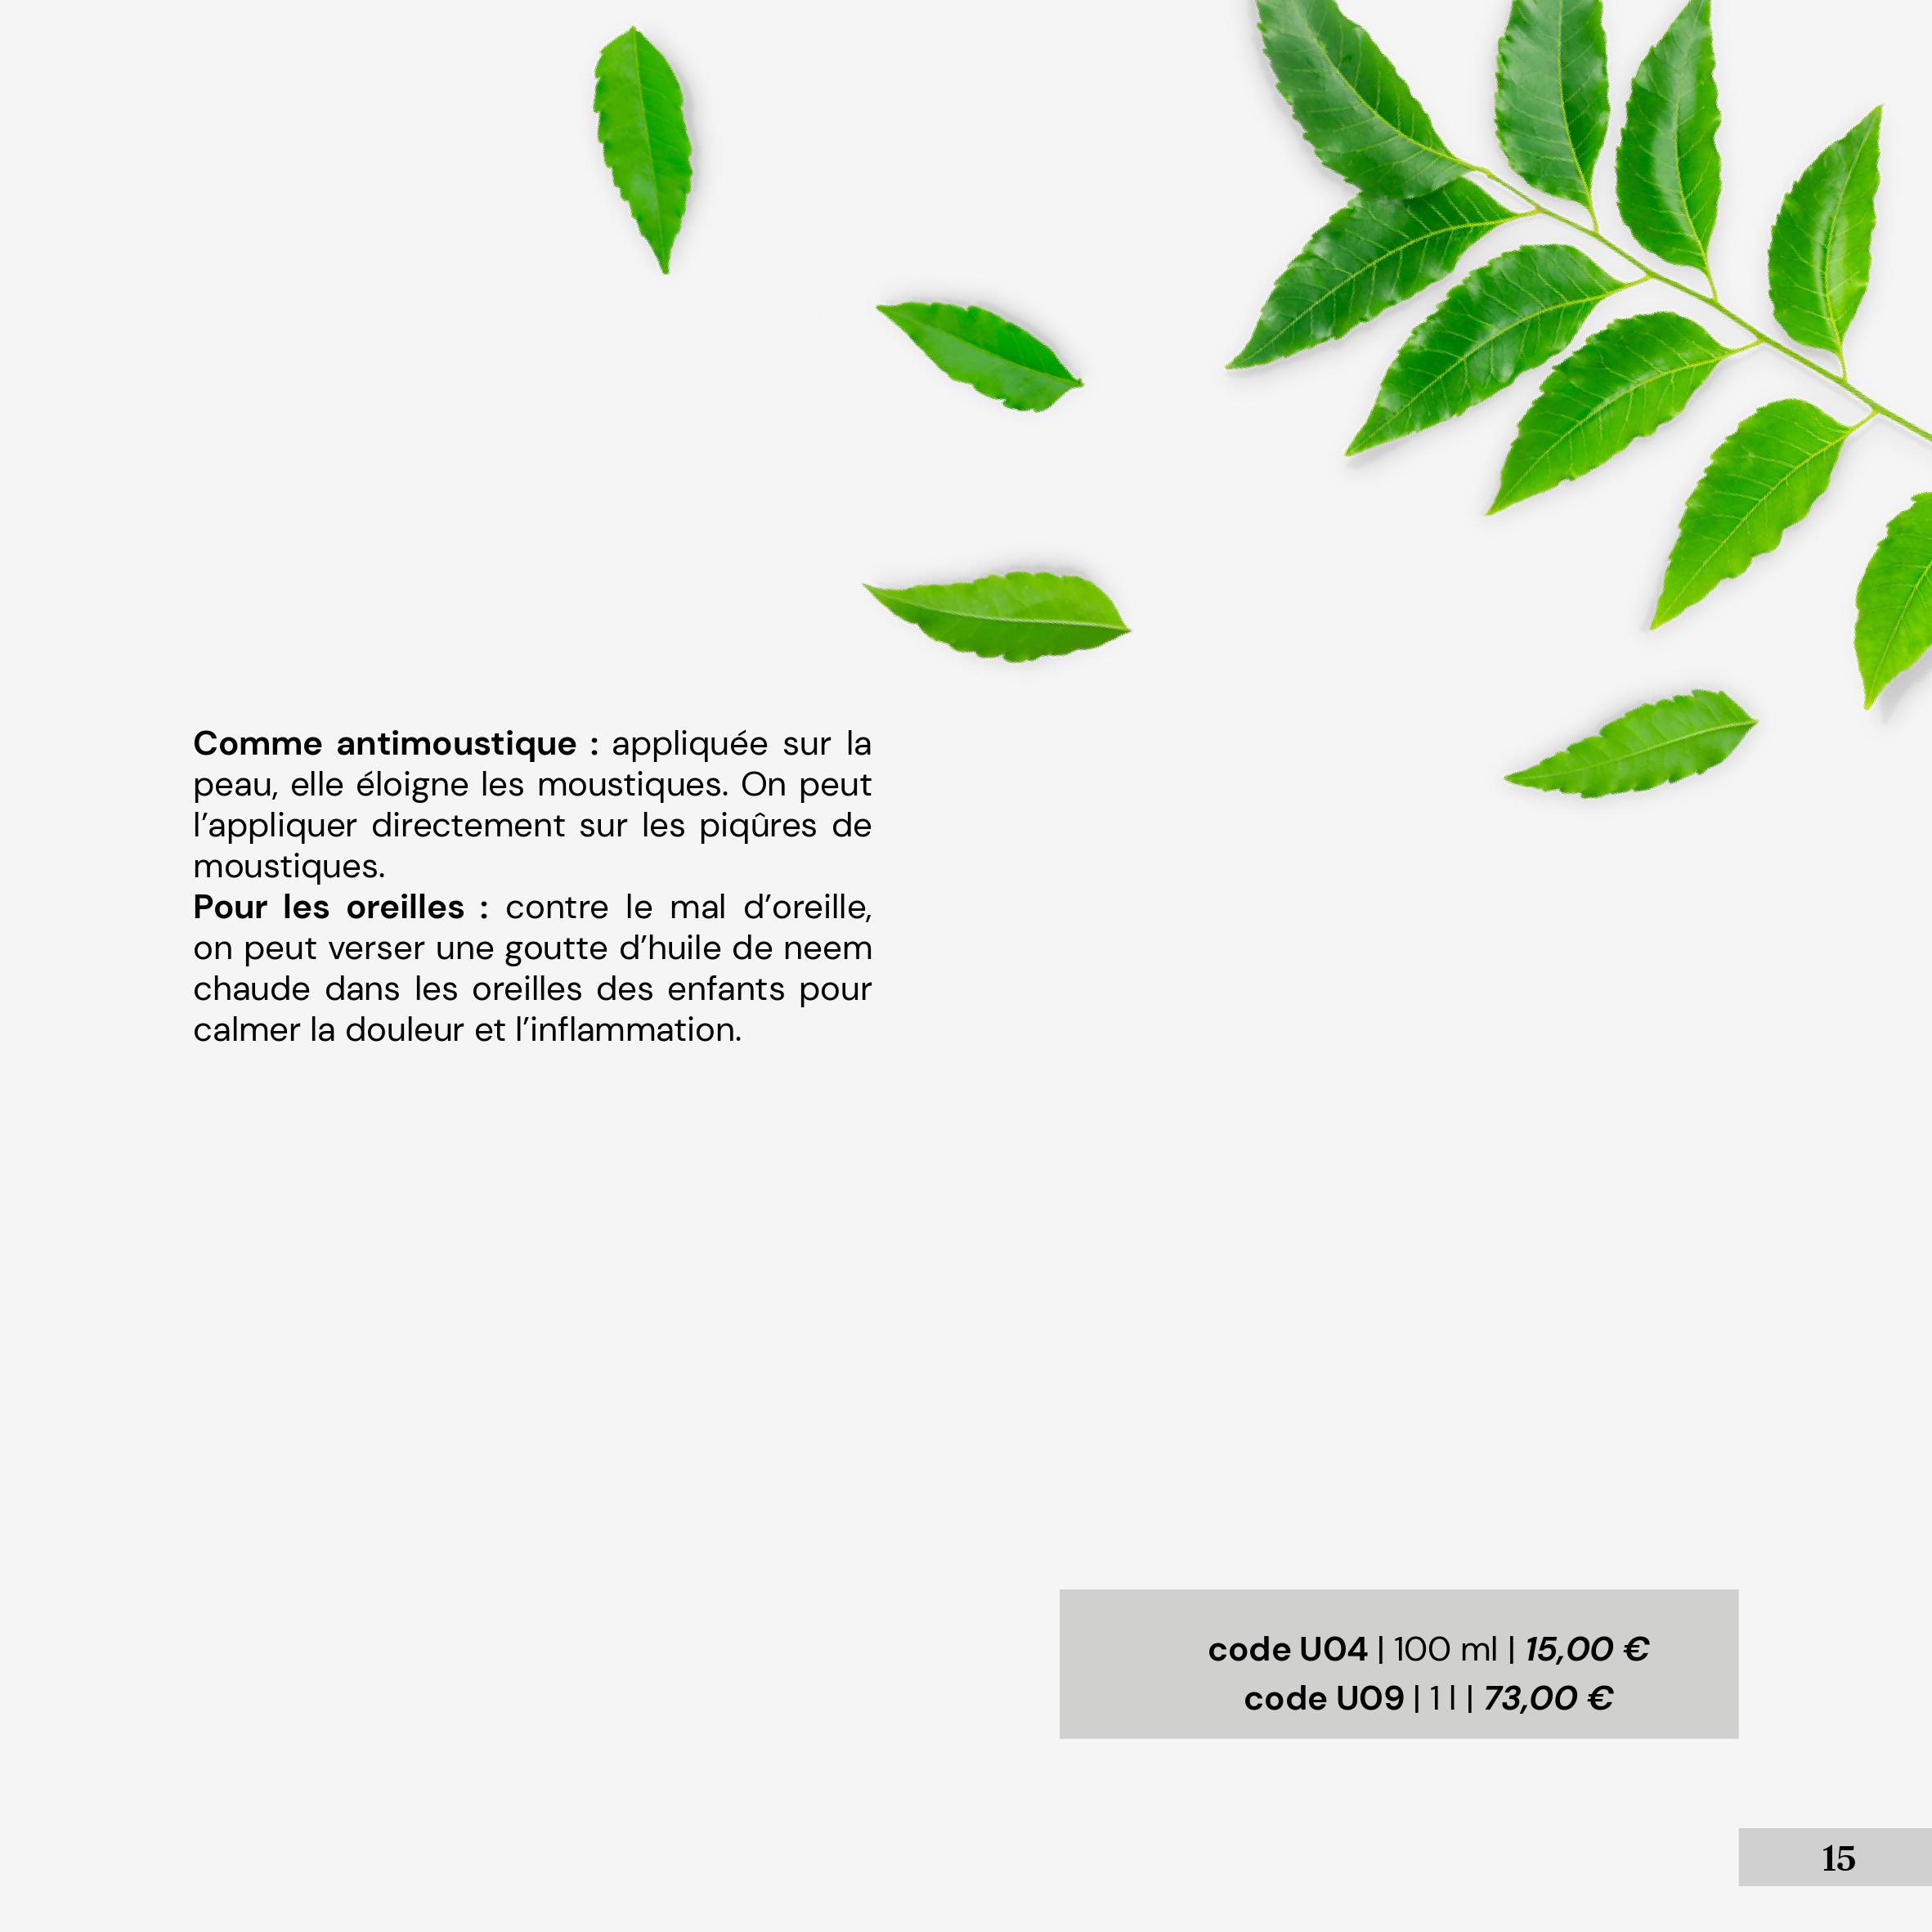 Comme antimoustique : appliquée sur la
peau, elle éloigne les moustiques. On peut
l’appliquer directement sur les piqûres de
moustiques.
Pour les oreilles : contre le mal d’oreille,
on peut verser une goutte d’huile de neem
chaude dans les oreilles des enfants pour
calmer la douleur et l’inflammation.
code U04 | 100 ml | 15,00 €
code U09 | 1 l | 73,00 €
15